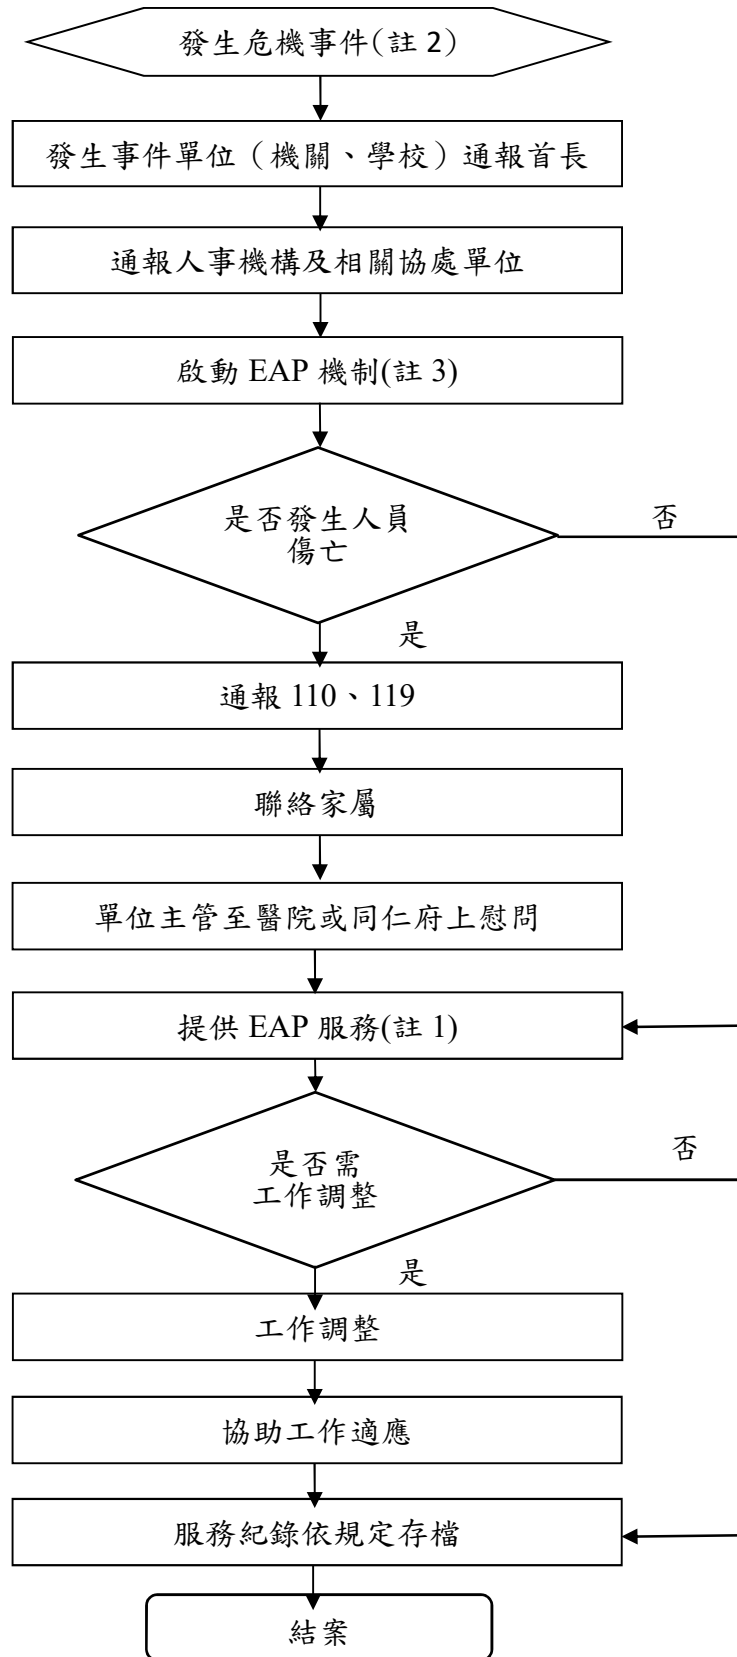 發生危機事件(註 2)
發生事件單位（機關、學校）通報首長
通報人事機構及相關協處單位
啟動 EAP 機制(註 3)
是否發生人員
傷亡
否
是
通報 110、119
聯絡家屬
單位主管至醫院或同仁府上慰問
提供 EAP 服務(註 1)
是否需
工作調整
否
是
工作調整
協助工作適應
服務紀錄依規定存檔
結案